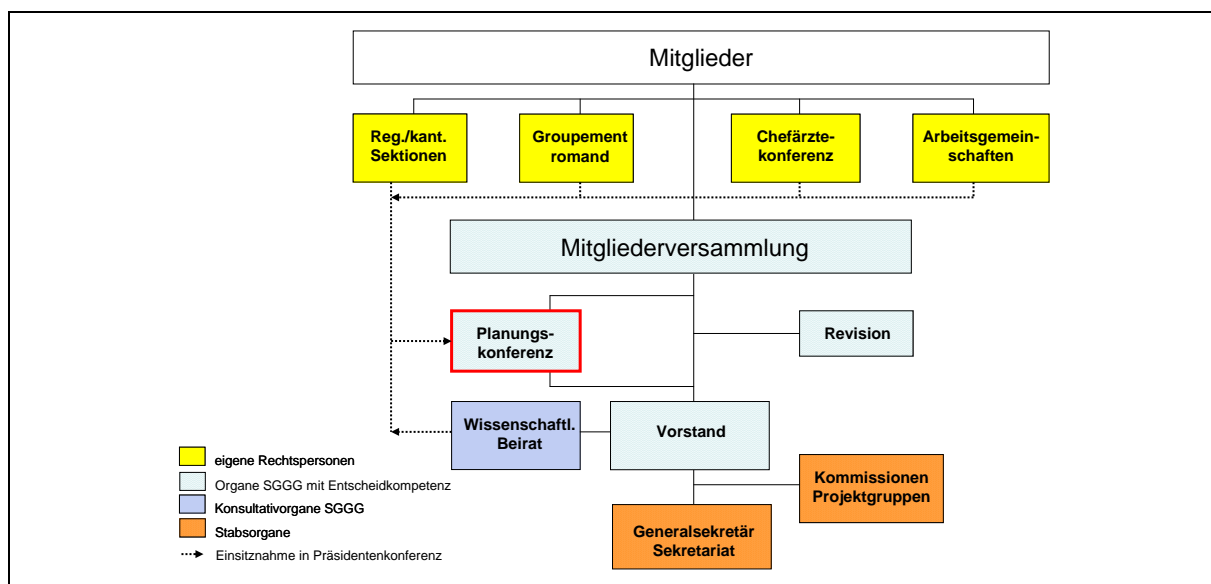 Mitglieder
Reg./kant.
Sektionen
Groupement
romand
Chefärzte-
konferenz
Arbeitsgemein-
schaften
Mitgliederversammlung
Planungs-
konferenz
Revision
Wissenschaftl.
Beirat
Vorstand
Kommissionen
Projektgruppen
Generalsekretär
Sekretariat
eigene Rechtspersonen
Organe SGGG mit Entscheidkompetenz
Konsultativorgane SGGG
Stabsorgane
Einsitznahme in Präsidentenkonferenz